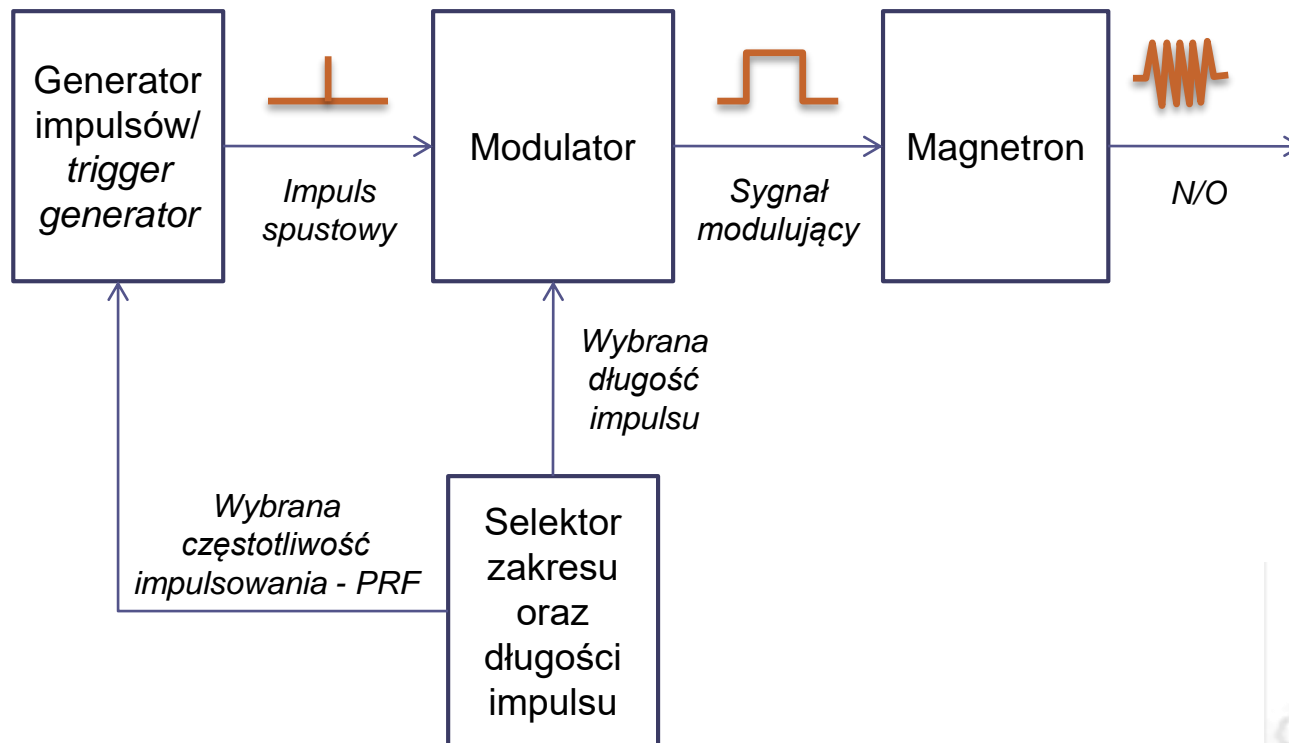 Generator
impulsów/
trigger
generator
Impuls
spustowy
Modulator
Sygnał
modulujący
Magnetron
N/O
Wybrana
długość
impulsu
Wybrana
częstotliwość
impulsowania - PRF
Selektor
zakresu
oraz
długości
impulsu